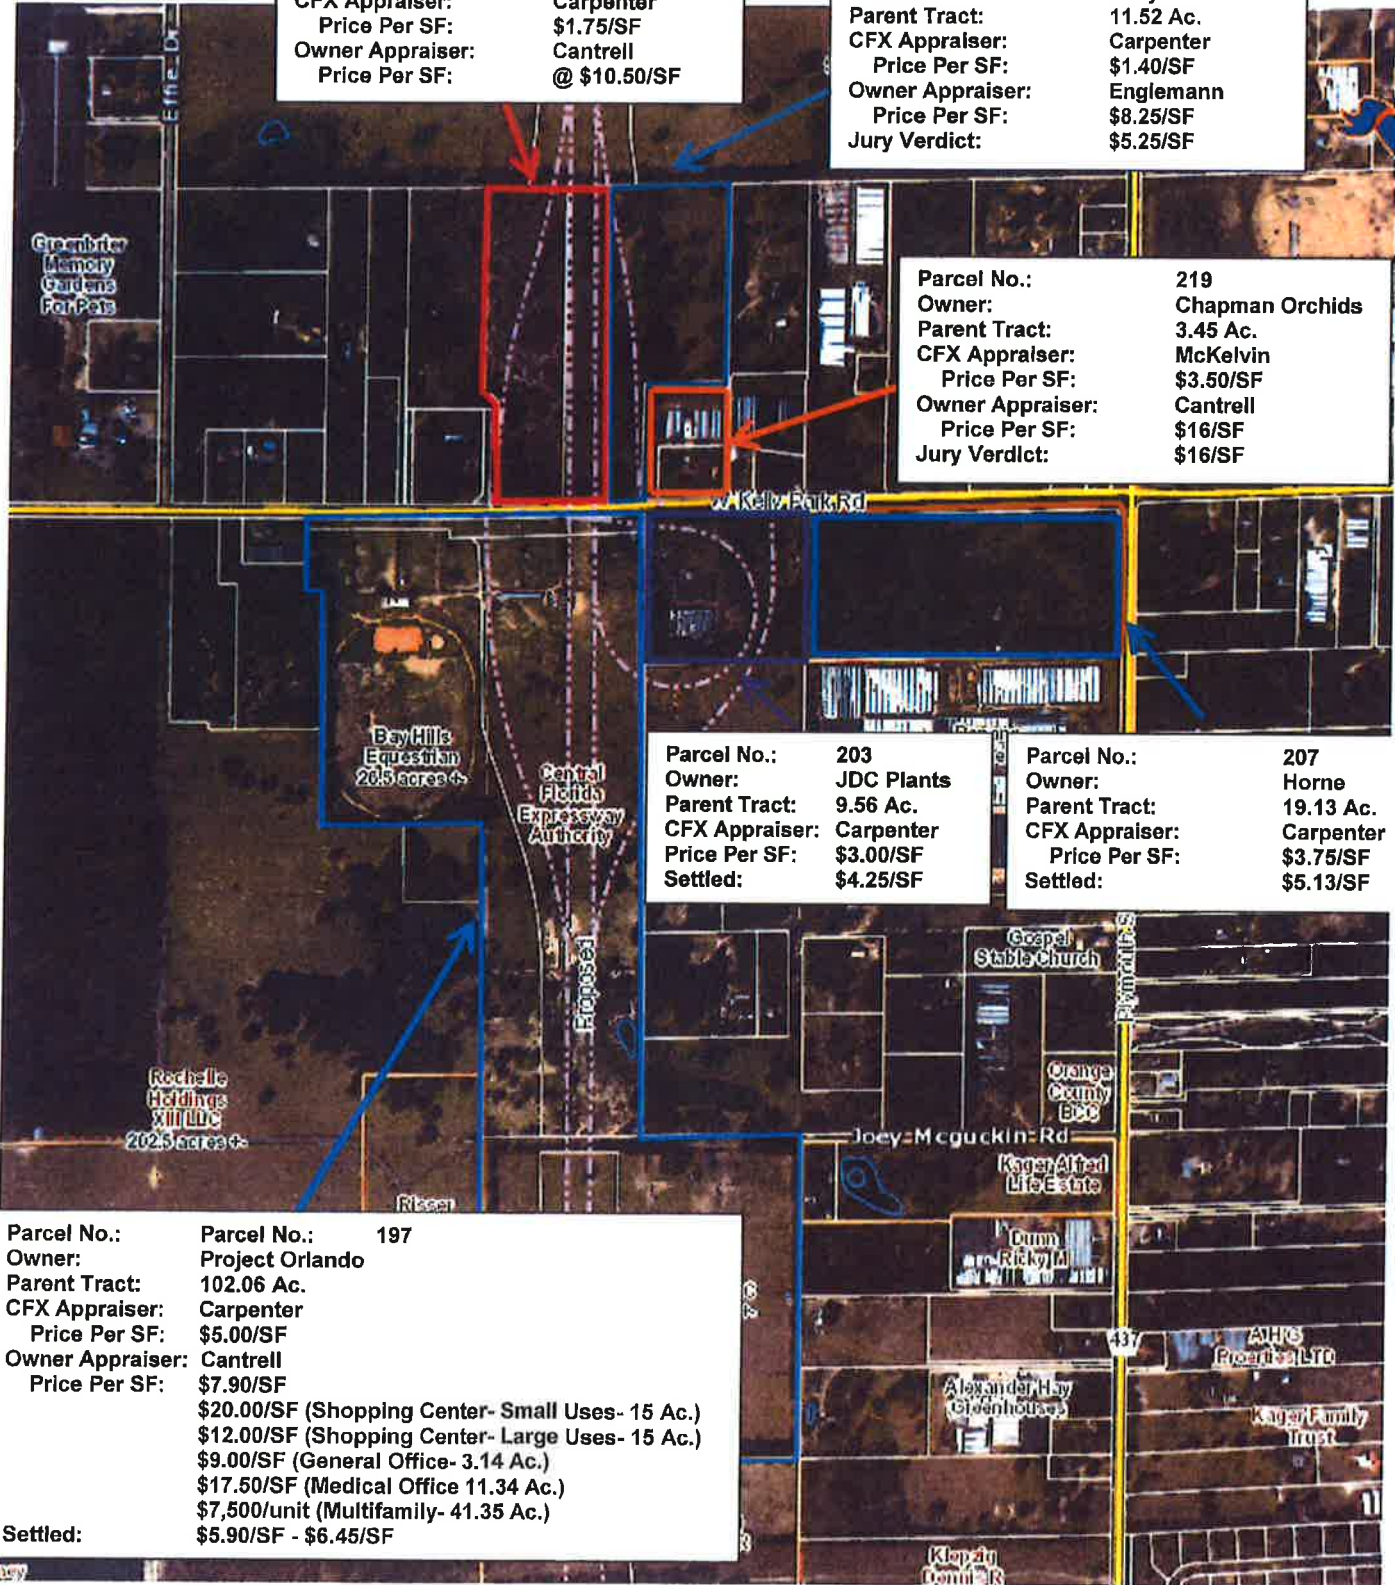 CFX Appraiser: Carpenter
Price Per SF: $1.75/SF
Owner Appraiser: Cantrell
Price Per SF: @ $10.50/SF
Parent Tract: 11.52 Ac.
CFX Appraiser: Carpenter
Price Per SF: $1.40/SF
Owner Appraiser: Englemann
Price Per SF: $8.25/SF
Jury Verdict: $5.25/SF
Effie Dr
Greenbrier
Memory
Gardens
For Pets
Parcel No.: 219
Owner: Chapman Orchids
Parent Tract: 3.45 Ac.
CFX Appraiser: McKelvin
Price Per SF: $3.50/SF
Owner Appraiser: Cantrell
Price Per SF: $16/SF
Jury Verdict: $16/SF
W Kelly Park Rd
Bay Hills
Equestrian
26.5 acres +-
Central
Florida
Expressway
Authority
Parcel No.: 203
Owner: JDC Plants
Parent Tract: 9.56 Ac.
CFX Appraiser: Carpenter
Price Per SF: $3.00/SF
Settled: $4.25/SF
Parcel No.: 207
Owner: Horne
Parent Tract: 19.13 Ac.
CFX Appraiser: Carpenter
Price Per SF: $3.75/SF
Settled: $5.13/SF
Proposed
Gospel
Stable Church
Plymouth S
Rochelle
Holdings
XIII LLC
202.5 acres +-
Orange
County
BCC
Joey Mcguckin Rd
Kager Alfred
Life Estate
Risser
Dunn
Ricky M
Parcel No.: Parcel No.: 197
Owner: Project Orlando
Parent Tract: 102.06 Ac.
CFX Appraiser: Carpenter
Price Per SF: $5.00/SF
Owner Appraiser: Cantrell
Price Per SF: $7.90/SF
$20.00/SF (Shopping Center- Small Uses- 15 Ac.)
$12.00/SF (Shopping Center- Large Uses- 15 Ac.)
$9.00/SF (General Office- 3.14 Ac.)
$17.50/SF (Medical Office 11.34 Ac.)
$7,500/unit (Multifamily- 41.35 Ac.)
Settled: $5.90/SF - $6.45/SF
437
AHG
Properties LTD
Alexander Hay
Greenhouses
Kager Family
Trust
Klepzig
Donni R